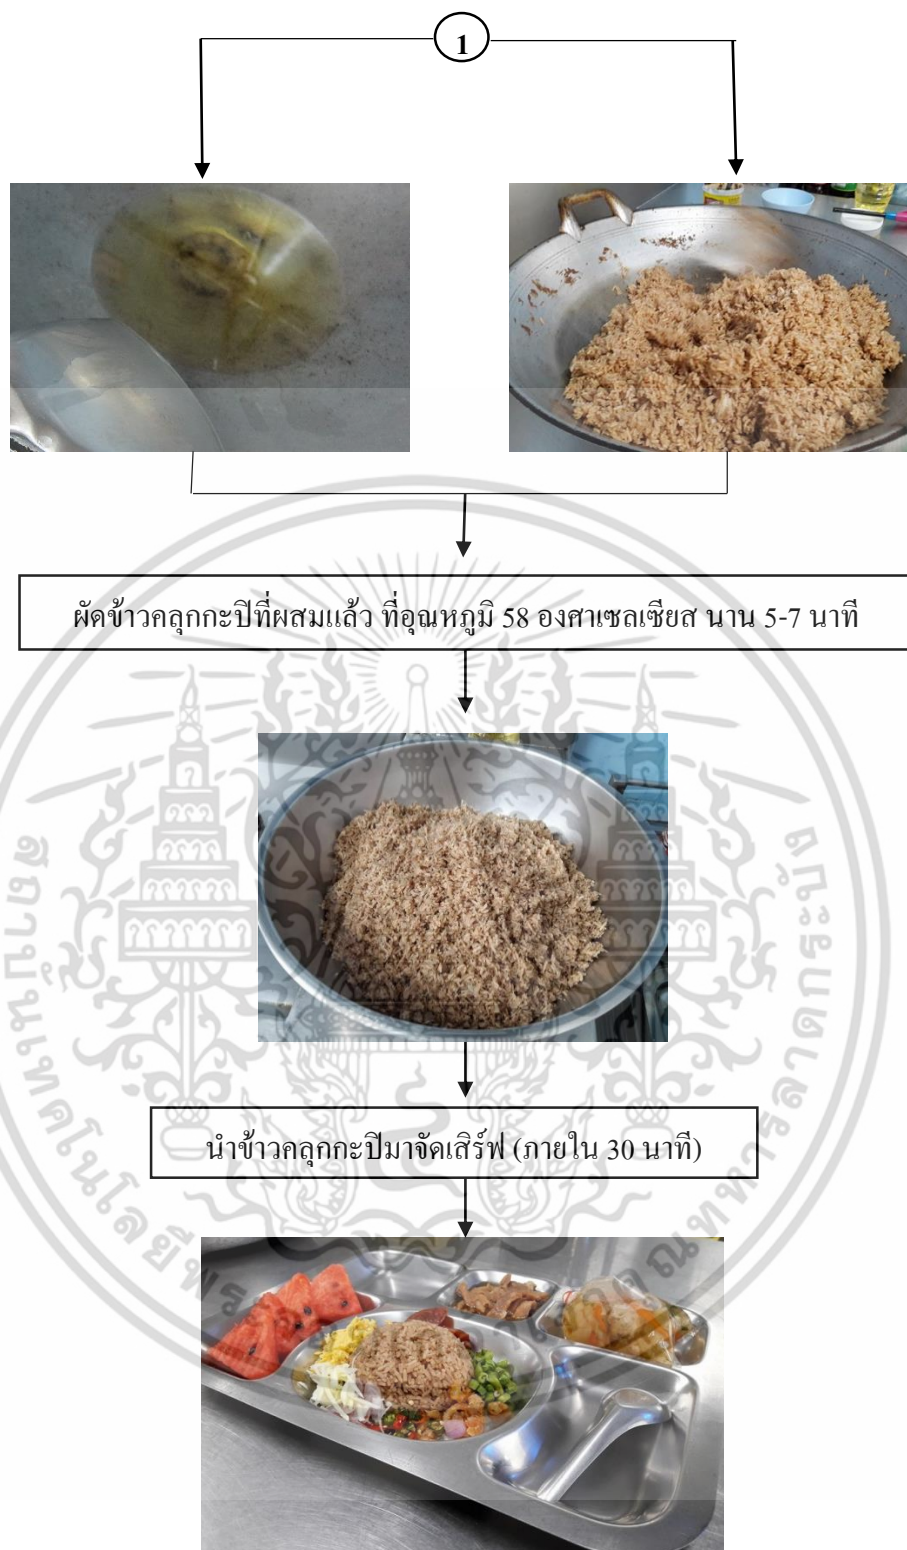 1
ผัดข้าวคลุกกะปิที่ผสมแล้ว ที่อุณหภูมิ 58 องศาเซลเซียส นาน 5-7 นาที
นำข้าวคลุกกะปิมาจัดเสิร์ฟ (ภายใน 30 นาที)